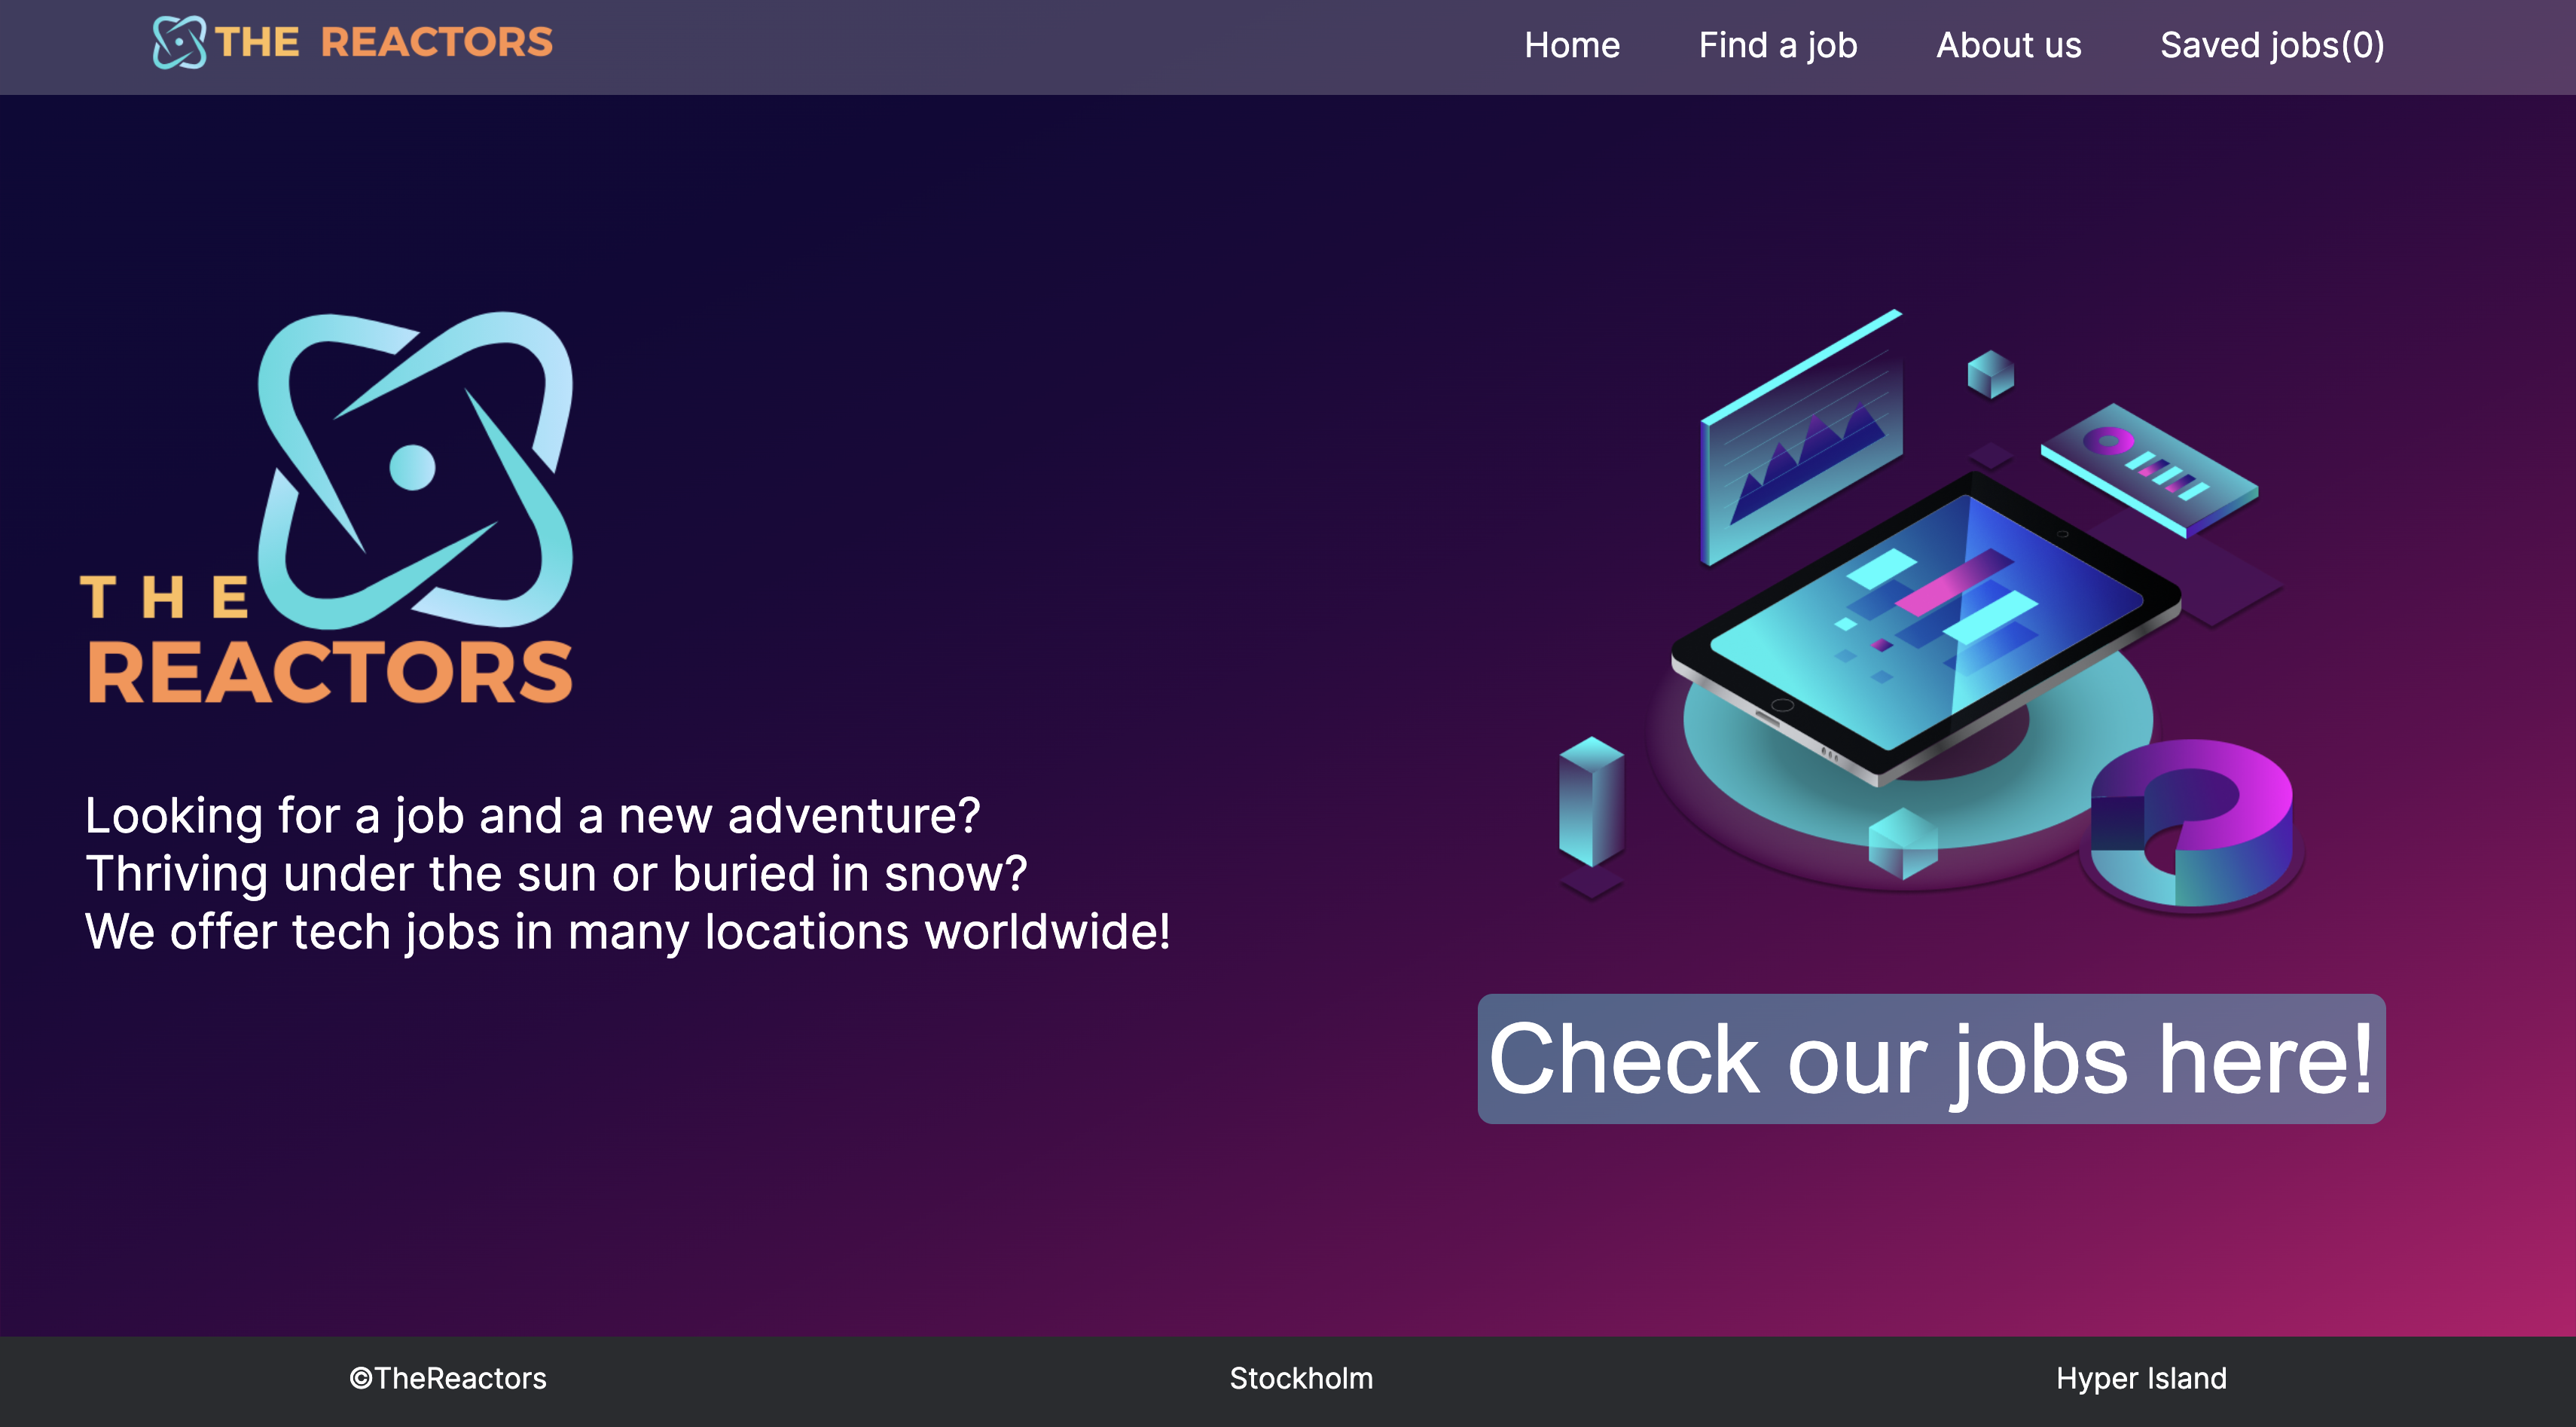 THE REACTORS
Home Find a job About us Saved jobs(0)
THE
REACTORS
Looking for a job and a new adventure?
Thriving under the sun or buried in snow?
We offer tech jobs in many locations worldwide!
Check our jobs here!
©TheReactors Stockholm Hyper Island